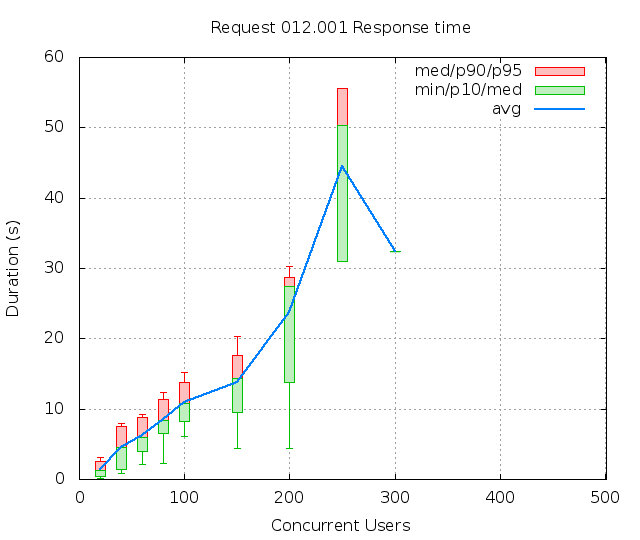 Request 012.001 Response time
60
med/p90/p95
min/p10/med
avg
50
40
30
20
10
0
Duration (s)
0 100 200 300 400 500
Concurrent Users